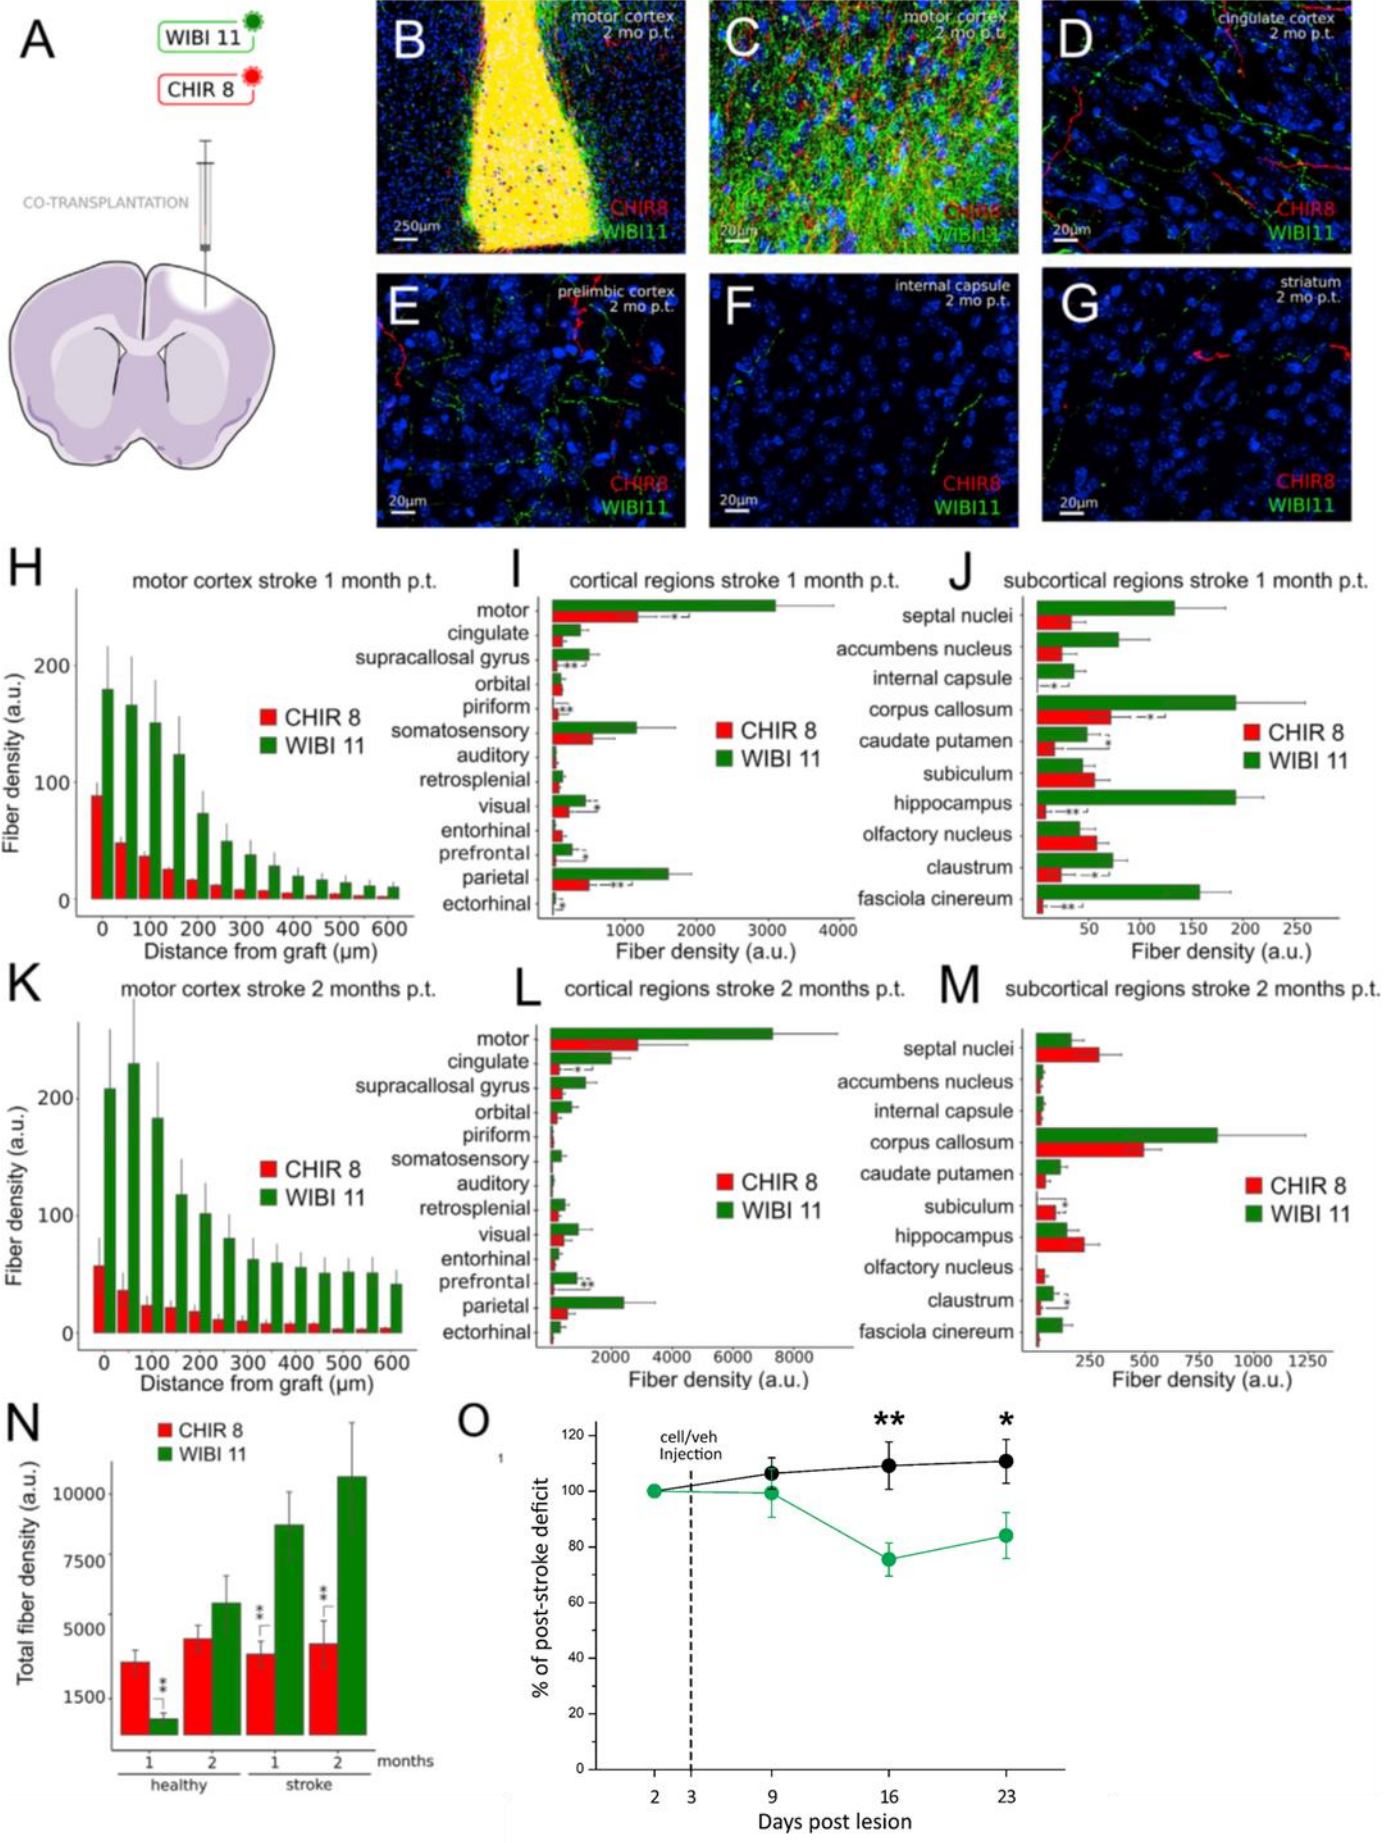 A
WIBI 11
CHIR 8
CO-TRANSPLANTATION
B
motor cortex
2 mo p.t.
CHIR8
WIBI11
250µm
C
motor cortex
2 mo p.t.
CHIR8
WIBI11
20µm
D
cingulate cortex
2 mo p.t.
CHIR8
WIBI11
20µm
E
prelimbic cortex
2 mo p.t.
CHIR8
WIBI11
20µm
F
internal capsule
2 mo p.t.
CHIR8
WIBI11
20µm
G
striatum
2 mo p.t.
CHIR8
WIBI11
20µm
H
motor cortex stroke 1 month p.t.
Fiber density (a.u.)
200
100
0
CHIR 8
WIBI 11
0 100 200 300 400 500 600
Distance from graft (µm)
I
cortical regions stroke 1 month p.t.
motor
cingulate
supracallosal gyrus
orbital
piriform
somatosensory
auditory
retrosplenial
visual
entorhinal
prefrontal
parietal
ectorhinal
*
**
**
*
*
**
*
CHIR 8
WIBI 11
1000 2000 3000 4000
Fiber density (a.u.)
J
subcortical regions stroke 1 month p.t.
septal nuclei
accumbens nucleus
internal capsule
corpus callosum
caudate putamen
subiculum
hippocampus
olfactory nucleus
claustrum
fasciola cinereum
*
*
*
**
*
**
CHIR 8
WIBI 11
50 100 150 200 250
Fiber density (a.u.)
K
motor cortex stroke 2 months p.t.
Fiber density (a.u.)
200
100
0
CHIR 8
WIBI 11
0 100 200 300 400 500 600
Distance from graft (µm)
L
cortical regions stroke 2 months p.t.
motor
cingulate
supracallosal gyrus
orbital
piriform
somatosensory
auditory
retrosplenial
visual
entorhinal
prefrontal
parietal
ectorhinal
*
**
CHIR 8
WIBI 11
2000 4000 6000 8000
Fiber density (a.u.)
M
subcortical regions stroke 2 months p.t.
septal nuclei
accumbens nucleus
internal capsule
corpus callosum
caudate putamen
subiculum
hippocampus
olfactory nucleus
claustrum
fasciola cinereum
*
*
CHIR 8
WIBI 11
250 500 750 1000 1250
Fiber density (a.u.)
N
CHIR 8
WIBI 11
Total fiber density (a.u.)
10000
7500
5000
1500
**
**
**
1 2 1 2 months
healthy stroke
O
cell/veh
Injection
** *
% of post-stroke deficit
120
100
80
60
40
20
0
2 3 9 16 23
Days post lesion